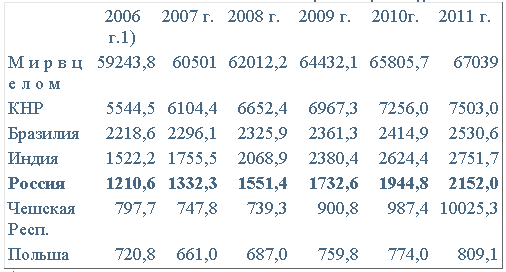 2006 2007 г. 2008 г. 2009 г. 2010г. 2011 г.
г.1)
М и р в ц 59243,8 60501 62012,2 64432,1 65805,7 67039
е л о м
КНР 5544,5 6104,4 6652,4 6967,3 7256,0 7503,0
Бразилия 2218,6 2296,1 2325,9 2361,3 2414,9 2530,6
Индия 1522,2 1755,5 2068,9 2380,4 2624,4 2751,7
Россия 1210,6 1332,3 1551,4 1732,6 1944,8 2152,0
Чешская 797,7 747,8 739,3 900,8 987,4 10025,3
Респ.
Польша 720,8 661,0 687,0 759,8 774,0 809,1